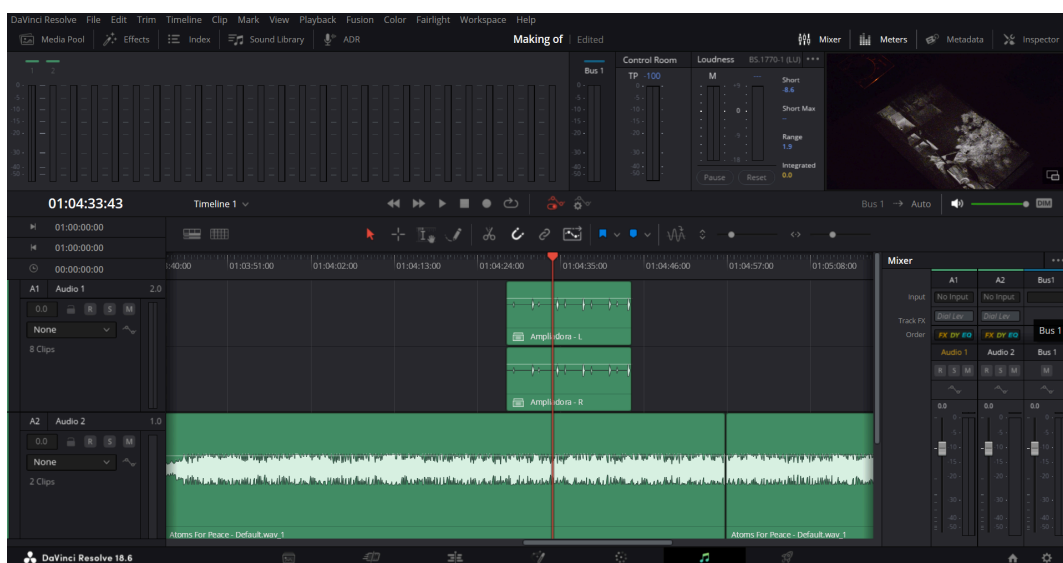 DaVinci Resolve File Edit Trim Timeline Clip Mark View Playback Fusion Color Fairlight Workspace Help
Media Pool Effects Index Sound Library ADR Making of Edited Mixer Meters Metadata Inspector
1 2 Bus 1 Control Room Loudness BS.1770-1 (LU)
TP -100 M Short
-8.6
Short Max
Range
1.9
Integrated
0.0
Pause Reset
01:04:33:43 Timeline 1 Bus 1 → Auto DIM
01:00:00:00
01:00:00:00
00:00:00:00
1:40:00 01:03:51:00 01:04:02:00 01:04:13:00 01:04:24:00 01:04:35:00 01:04:46:00 01:04:57:00 01:05:08:00
A1 Audio 1 2.0
0.0 R S M
None
8 Clips
Ampliadora - L
Ampliadora - R
A2 Audio 2 1.0
0.0 R S M
None
2 Clips
Atoms For Peace - Default.wav_1 Atoms For Peace - Default.wav_1
Mixer
A1 A2 Bus1
Input No Input No Input
Track FX Dial Lev Dial Lev
Order FX DY EQ FX DY EQ Bus 1
Audio 1 Audio 2 Bus 1
R S M R S M M
0.0 0.0 0.0
DaVinci Resolve 18.6